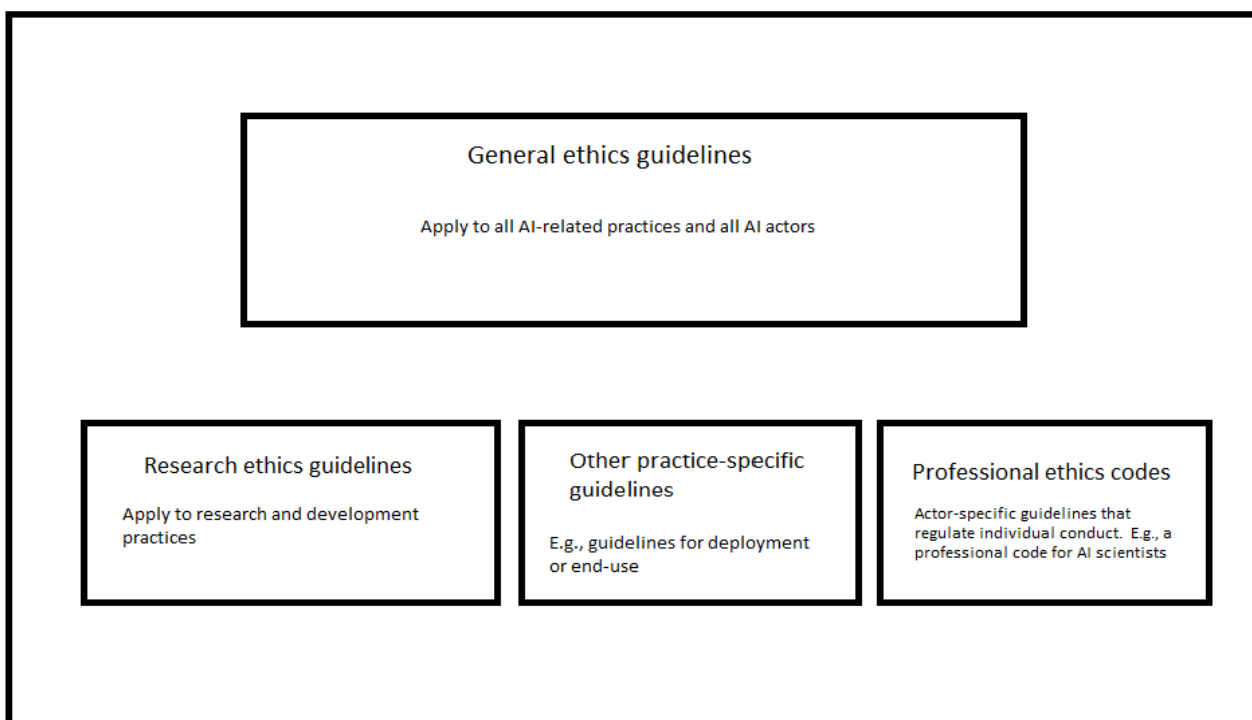 General ethics guidelines
Apply to all AI-related practices and all AI actors
Research ethics guidelines
Apply to research and development
practices
Other practice-specific
guidelines
E.g., guidelines for deployment
or end-use
Professional ethics codes
Actor-specific guidelines that
regulate individual conduct.  E.g., a
professional code for AI scientists